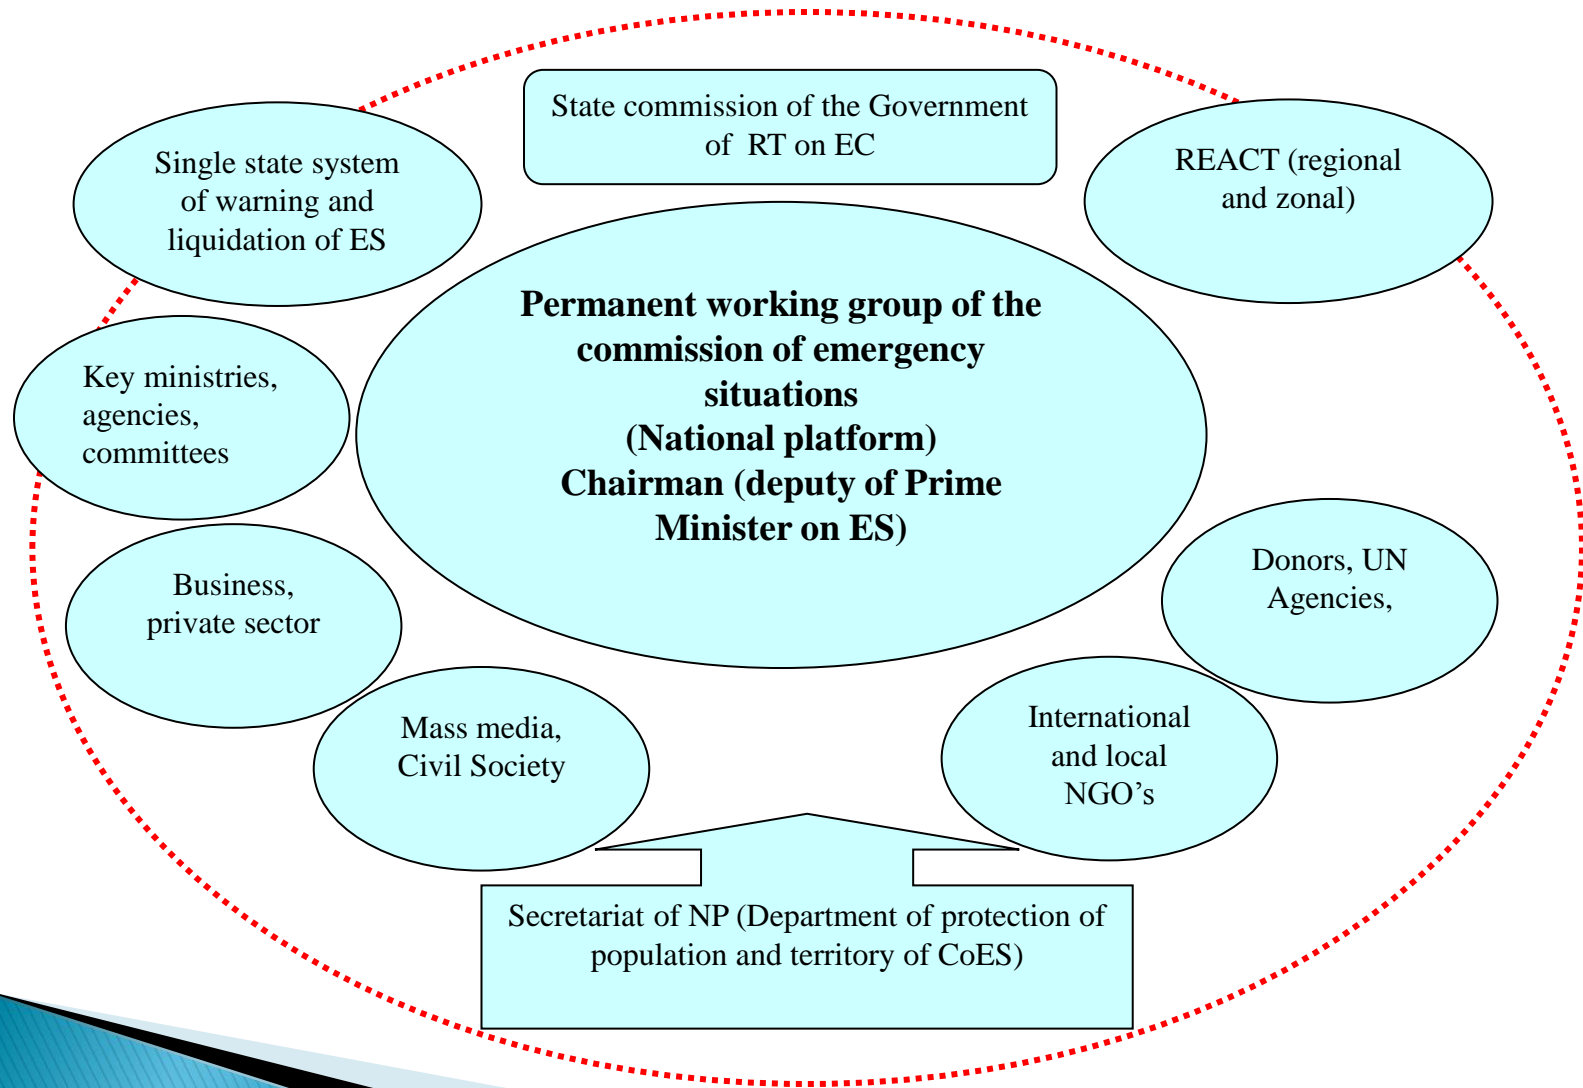 State commission of the Government
of RT on EC
Single state system
of warning and
liquidation of ES
REACT (regional
and zonal)
Permanent working group of the
commission of emergency
situations
(National platform)
Chairman (deputy of Prime
Minister on ES)
Key ministries,
agencies,
committees
Business,
private sector
Donors, UN
Agencies,
Mass media,
Civil Society
International
and local
NGO’s
Secretariat of NP (Department of protection of
population and territory of CoES)